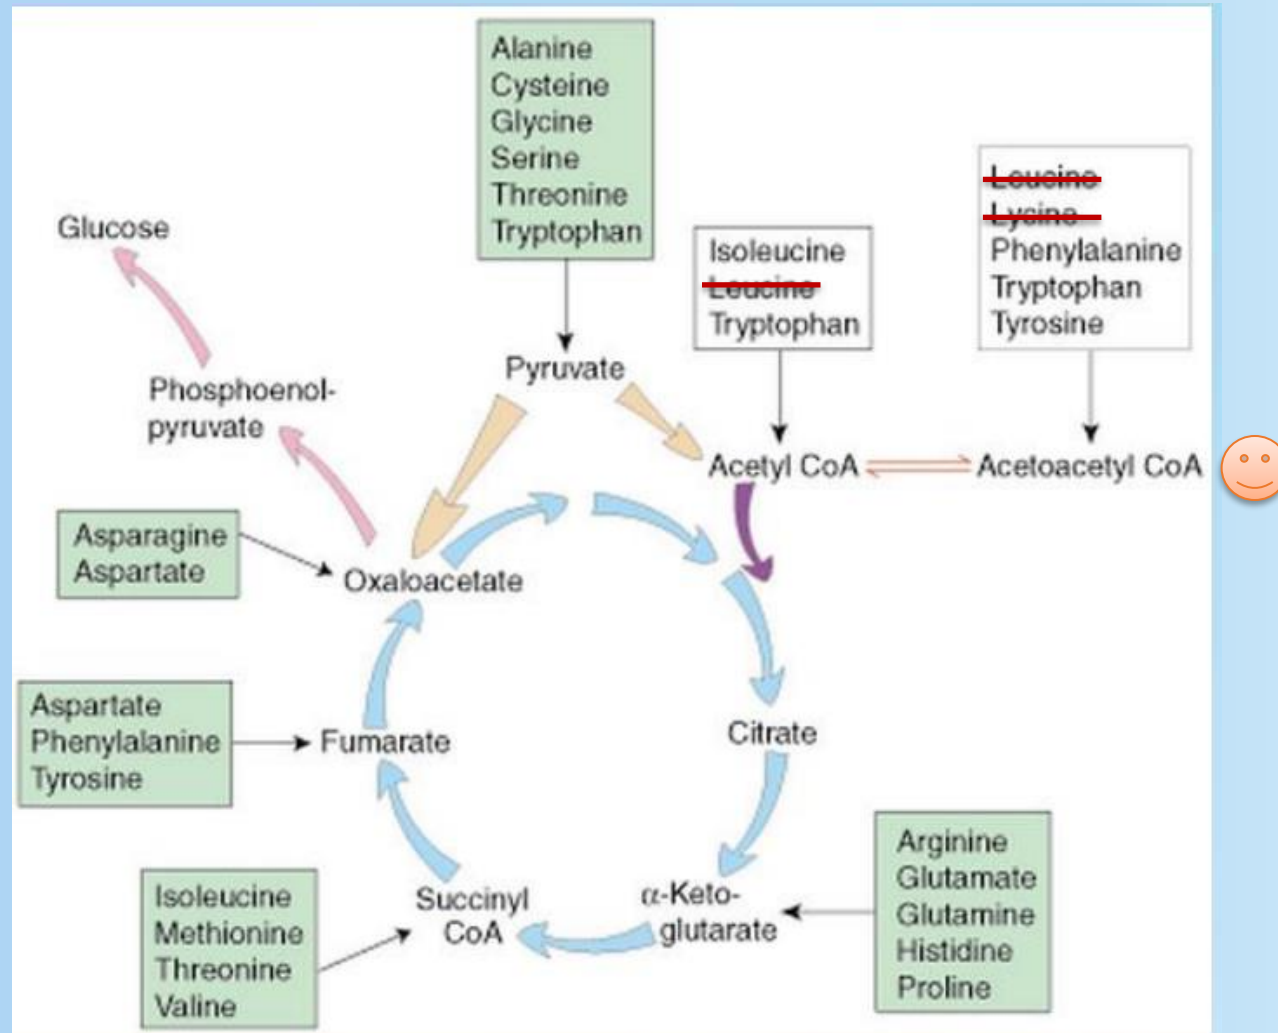 Alanine
Cysteine
Glycine
Serine
Threonine
Tryptophan
Leucine
Lysine
Phenylalanine
Tryptophan
Tyrosine
Glucose
Isoleucine
Leucine
Tryptophan
Pyruvate
Phosphoenol-
pyruvate
Acetyl CoA
Acetoacetyl CoA
Asparagine
Aspartate
Oxaloacetate
Aspartate
Phenylalanine
Tyrosine
Fumarate
Citrate
Isoleucine
Methionine
Threonine
Valine
Succinyl
CoA
α-Keto-
glutarate
Arginine
Glutamate
Glutamine
Histidine
Proline